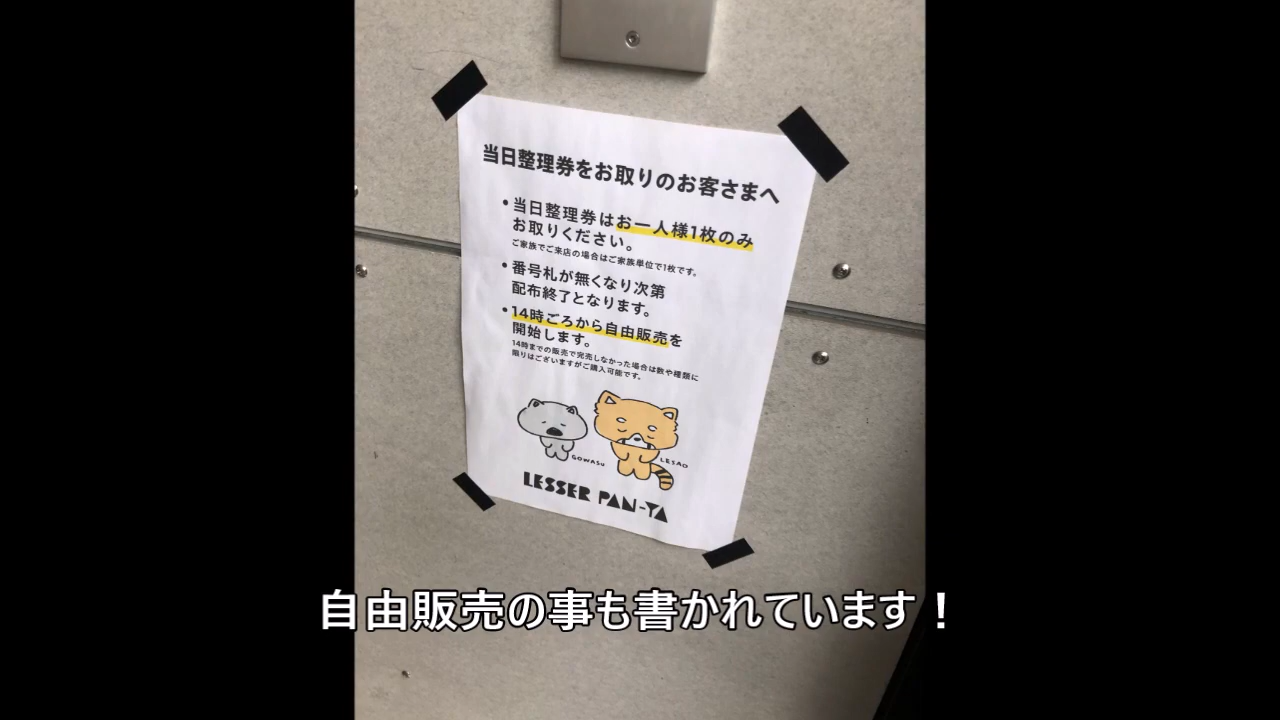 当日整理券をお取りのお客さまへ
•当日整理券はお一人様1枚のみ
お取りください。
ご家族でご来店の場合はご家族単位で1枚です。
•番号札が無くなり次第
配布終了となります。
•14時ごろから自由販売を
開始します。
14時までの販売で完売しなかった場合は数や種類に
限りはございますがご購入可能です。
GOWASU
LESAO
LESSER PAN-YA
自由販売の事も書かれています！